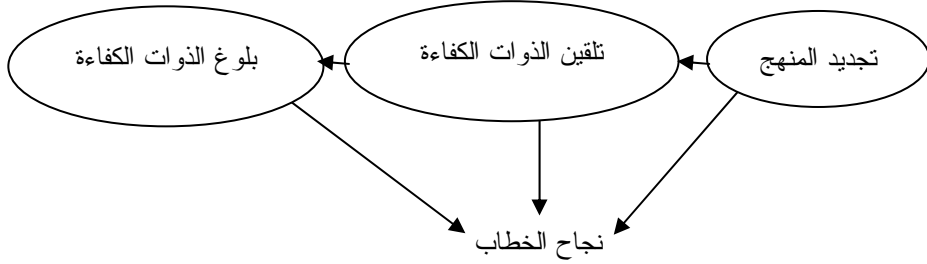 تجديد المنهج
تلقين الذوات الكفاءة
بلوغ الذوات الكفاءة
نجاح الخطاب